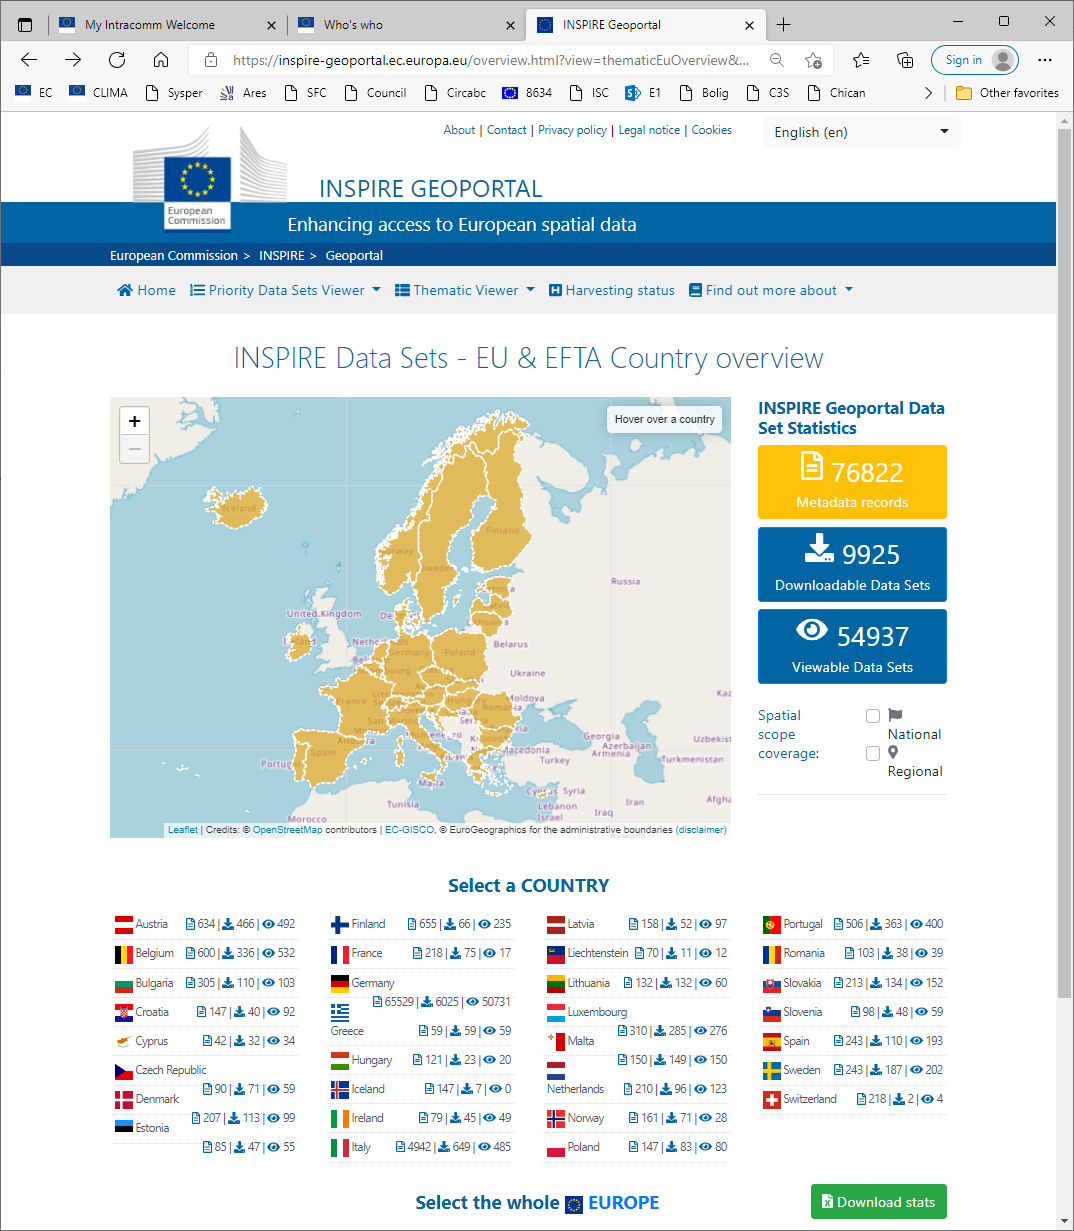 My Intracomm Welcome
Who's who
INSPIRE Geoportal
https://inspire-geoportal.ec.europa.eu/overview.html?view=thematicEuOverview&...
Sign in
EC
CLIMA
Sysper
Ares
SFC
Council
Circabc
8634
ISC
E1
Bolig
C3S
Chican
Other favorites
About | Contact | Privacy policy | Legal notice | Cookies
English (en)
European
Commission
INSPIRE GEOPORTAL
Enhancing access to European spatial data
European Commission > INSPIRE > Geoportal
Home
Priority Data Sets Viewer
Thematic Viewer
Harvesting status
Find out more about
INSPIRE Data Sets - EU & EFTA Country overview
+
−
Hover over a country
Iceland
Norway
Sweden
Finland
Russia
United Kingdom
Latvia
Lithuania
Belarus
Germany
Poland
Ukraine
France
Liechtenstein
Hungary
Moldova
Romania
San Marino
Montenegro
Kosovo
Andorra
Spain
Portugal
Macedonia
Georgia
Azerbaijan
Armenia
Turkey
Turkmenistan
Malta
Tunisia
Cyprus
Syria
Lebanon
Israel
Iraq
Iran
Afgha
Morocco
Leaflet | Credits: © OpenStreetMap contributors | EC-GISCO, © EuroGeographics for the administrative boundaries (disclaimer)
INSPIRE Geoportal Data
Set Statistics
76822
Metadata records
9925
Downloadable Data Sets
54937
Viewable Data Sets
Spatial
scope
coverage:
National
Regional
Select a COUNTRY
Austria 634 | 466 | 492
Belgium 600 | 336 | 532
Bulgaria 305 | 110 | 103
Croatia 147 | 40 | 92
Cyprus 42 | 32 | 34
Czech Republic
90 | 71 | 59
Denmark
207 | 113 | 99
Estonia
85 | 47 | 55
Finland 655 | 66 | 235
France 218 | 75 | 17
Germany
65529 | 6025 | 50731
Greece 59 | 59 | 59
Hungary 121 | 23 | 20
Iceland 147 | 7 | 0
Ireland 79 | 45 | 49
Italy 4942 | 649 | 485
Latvia 158 | 52 | 97
Liechtenstein 70 | 11 | 12
Lithuania 132 | 132 | 60
Luxembourg
310 | 285 | 276
Malta
150 | 149 | 150
Netherlands 210 | 96 | 123
Norway 161 | 71 | 28
Poland 147 | 83 | 80
Portugal 506 | 363 | 400
Romania 103 | 38 | 39
Slovakia 213 | 134 | 152
Slovenia 98 | 48 | 59
Spain 243 | 110 | 193
Sweden 243 | 187 | 202
Switzerland 218 | 2 | 4
Select the whole EUROPE
Download stats